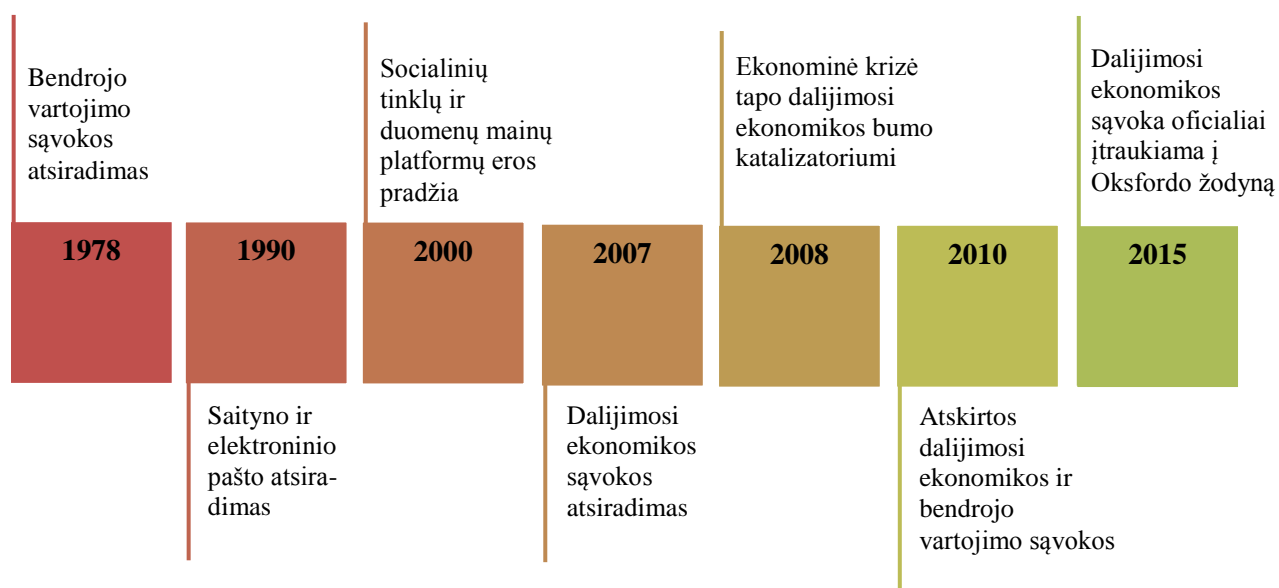 Bendrojo
vartojimo
sąvokos
atsiradimas
Socialinių
tinklų ir
duomenų mainų
platformų eros
pradžia
Ekonominė krizė
tapo dalijimosi
ekonomikos bumo
katalizatoriumi
Dalijimosi
ekonomikos
sąvoka oficialiai
įtraukiama į
Oksfordo žodyną
1978
1990
2000
2007
2008
2010
2015
Saityno ir
elektroninio
pašto atsira-
dimas
Dalijimosi
ekonomikos
sąvokos
atsiradimas
Atskirtos
dalijimosi
ekonomikos ir
bendrojo
vartojimo sąvokos